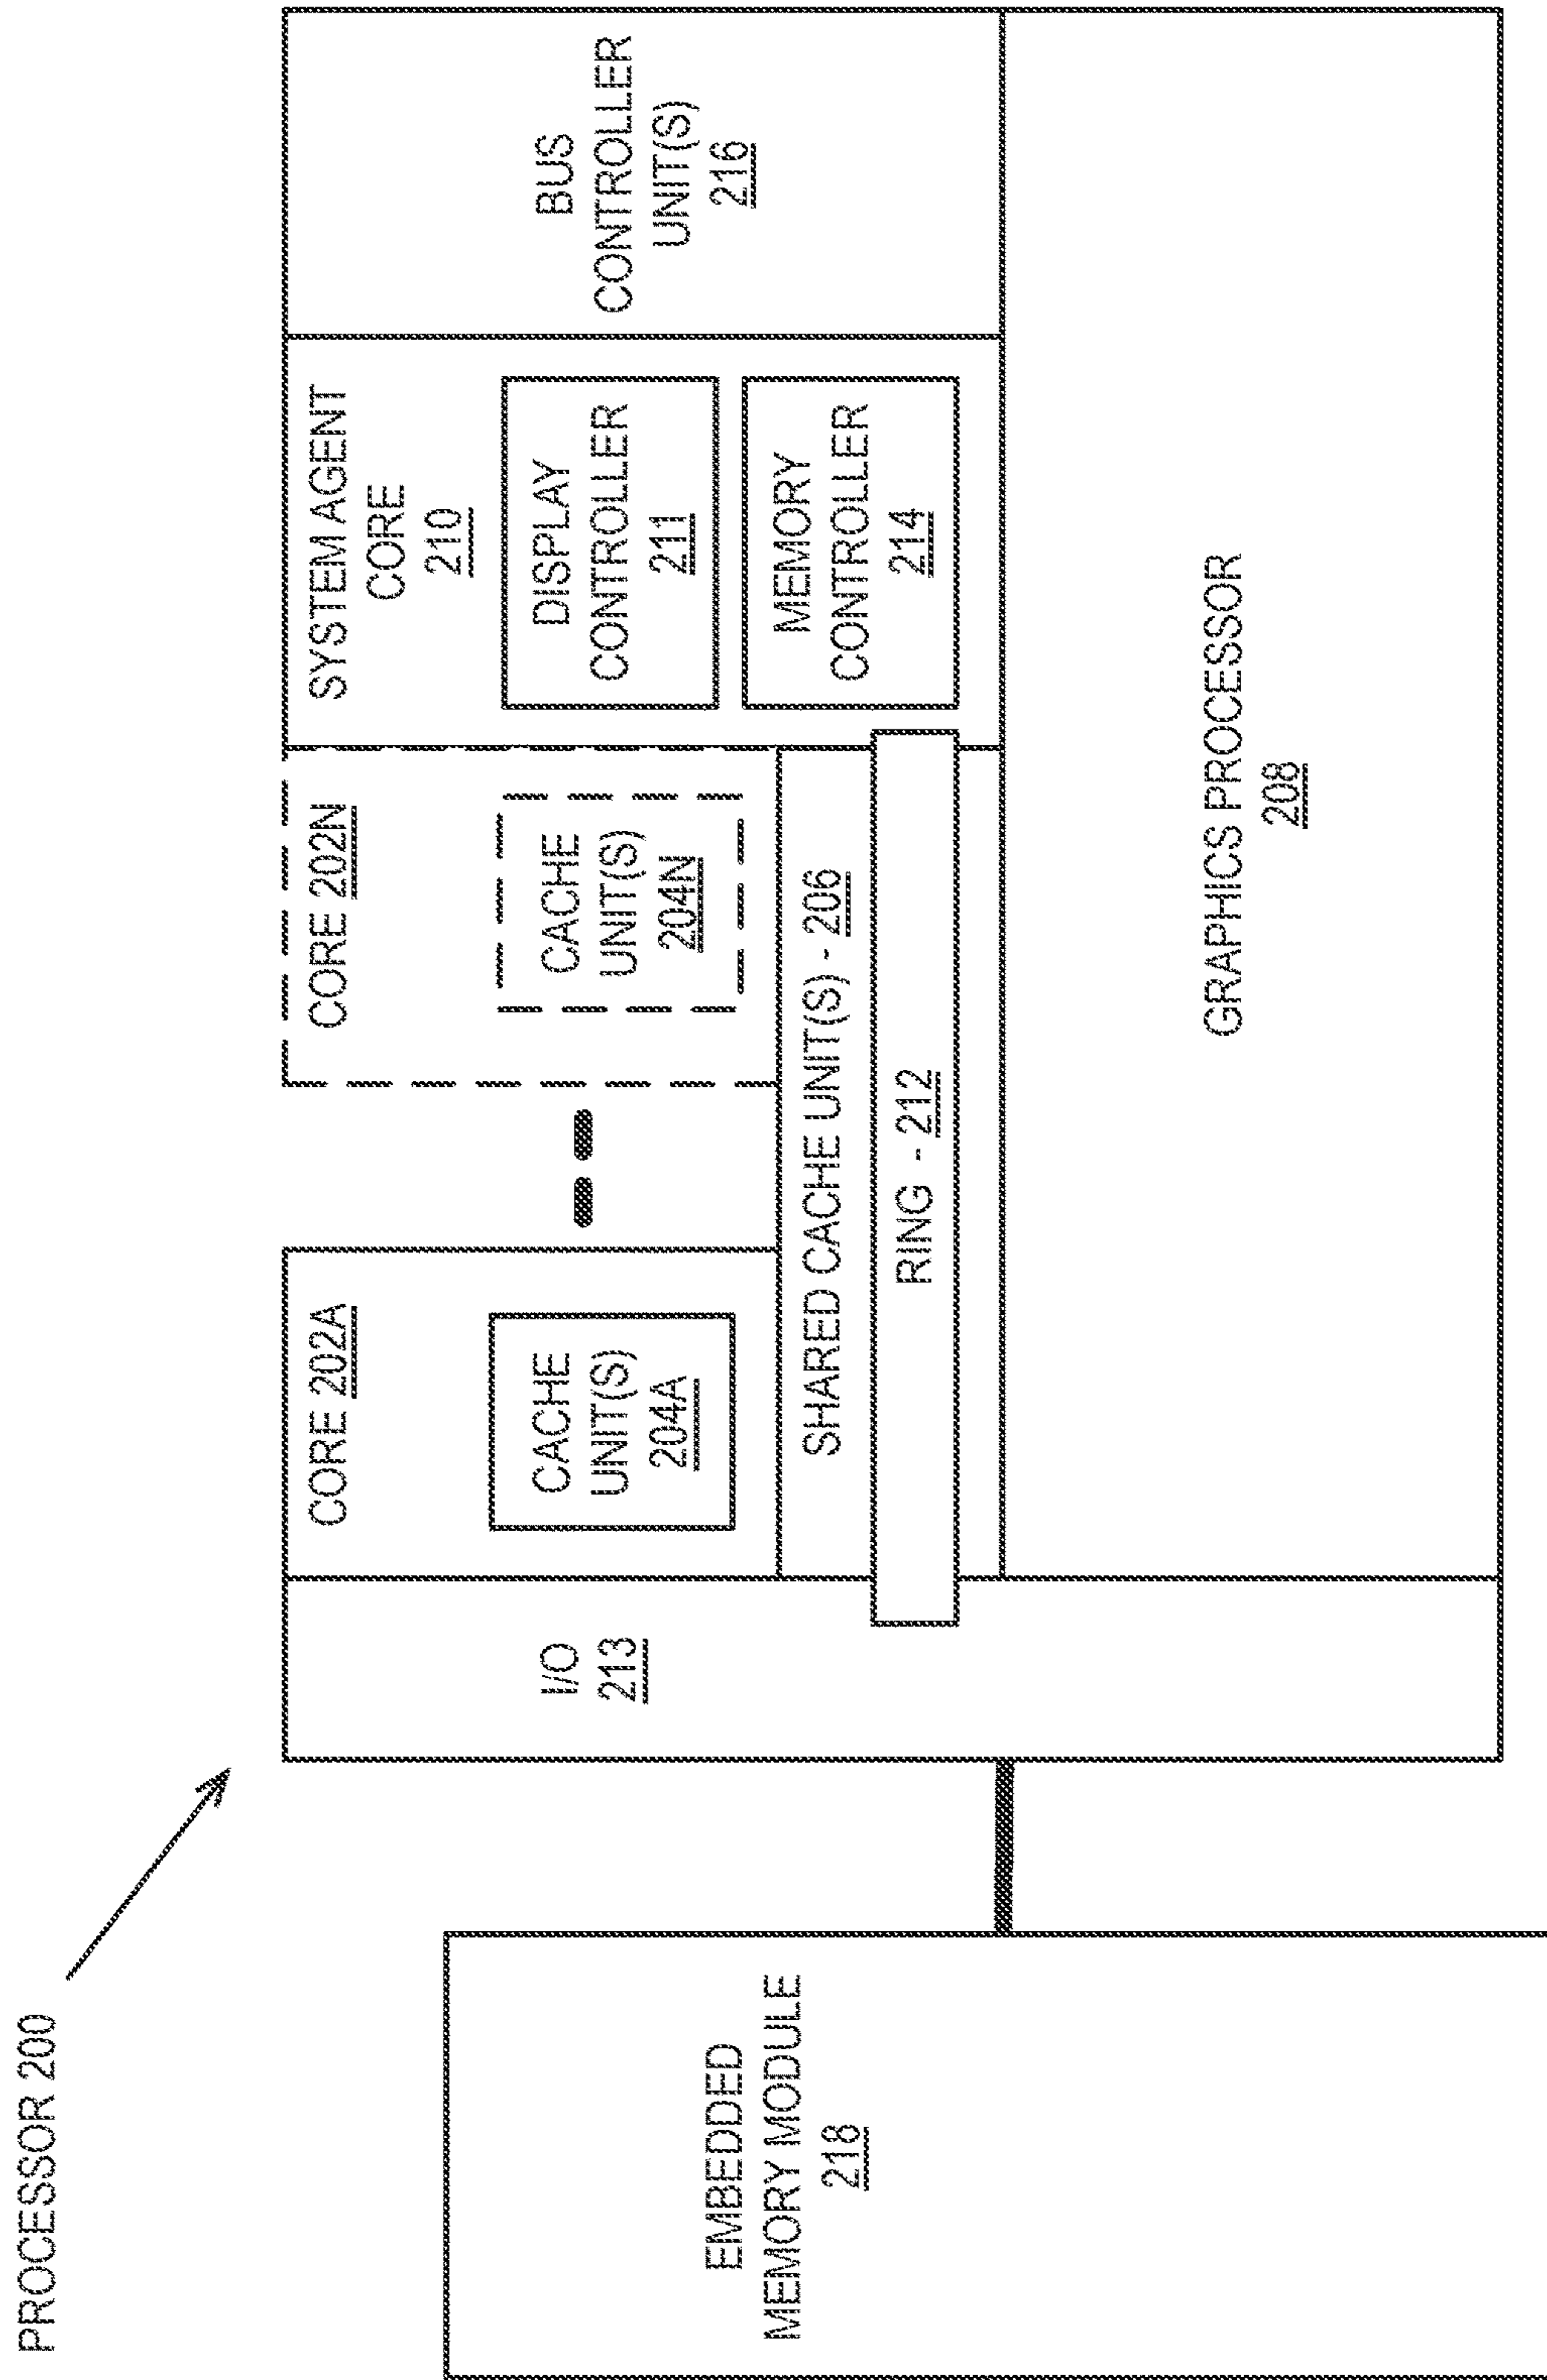 PROCESSOR 200
EMBEDDED
MEMORY MODULE
218
I/O
213
CORE 202A
CACHE
UNIT(S)
204A
CORE 202N
CACHE
UNIT(S)
204N
SHARED CACHE UNIT(S) - 206
RING - 212
SYSTEM AGENT
CORE
210
DISPLAY
CONTROLLER
211
MEMORY
CONTROLLER
214
BUS
CONTROLLER
UNIT(S)
216
GRAPHICS PROCESSOR
208